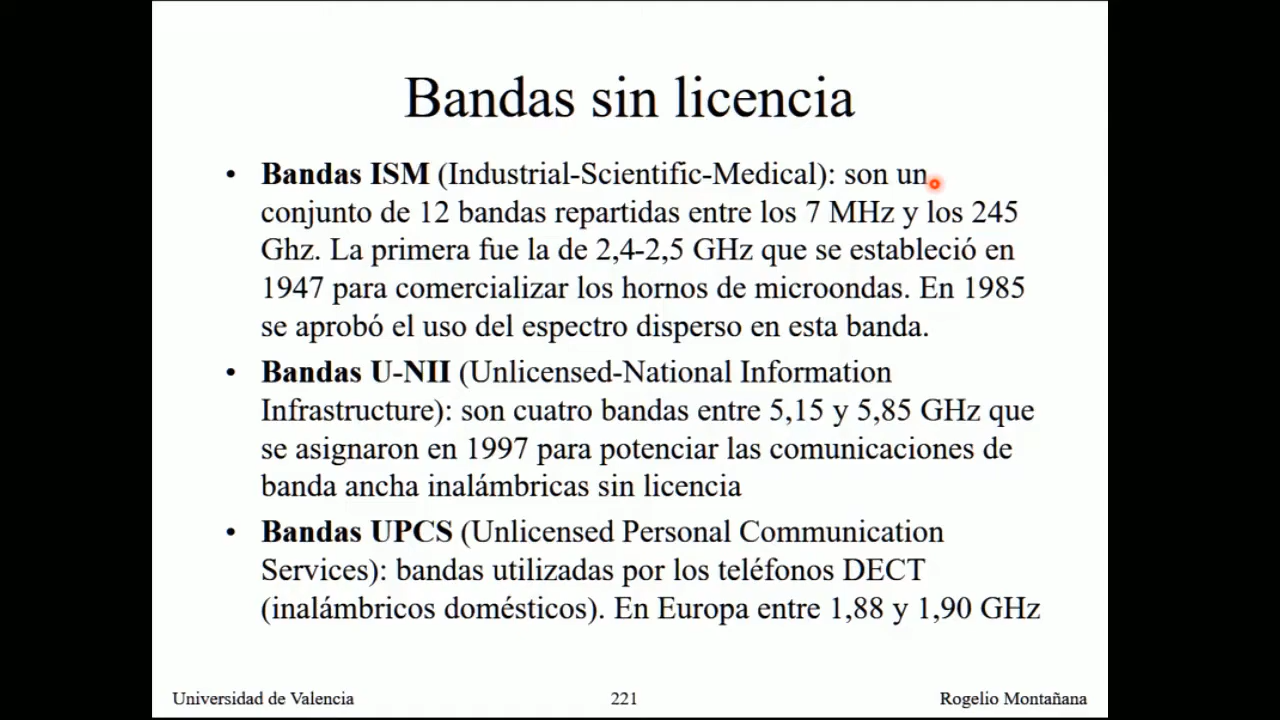 Bandas sin licencia
• Bandas ISM (Industrial-Scientific-Medical): son un
conjunto de 12 bandas repartidas entre los 7 MHz y los 245
Ghz. La primera fue la de 2,4-2,5 GHz que se estableció en
1947 para comercializar los hornos de microondas. En 1985
se aprobó el uso del espectro disperso en esta banda.
• Bandas U-NII (Unlicensed-National Information
Infrastructure): son cuatro bandas entre 5,15 y 5,85 GHz que
se asignaron en 1997 para potenciar las comunicaciones de
banda ancha inalámbricas sin licencia
• Bandas UPCS (Unlicensed Personal Communication
Services): bandas utilizadas por los teléfonos DECT
(inalámbricos domésticos). En Europa entre 1,88 y 1,90 GHz
Universidad de Valencia
221
Rogelio Montañana